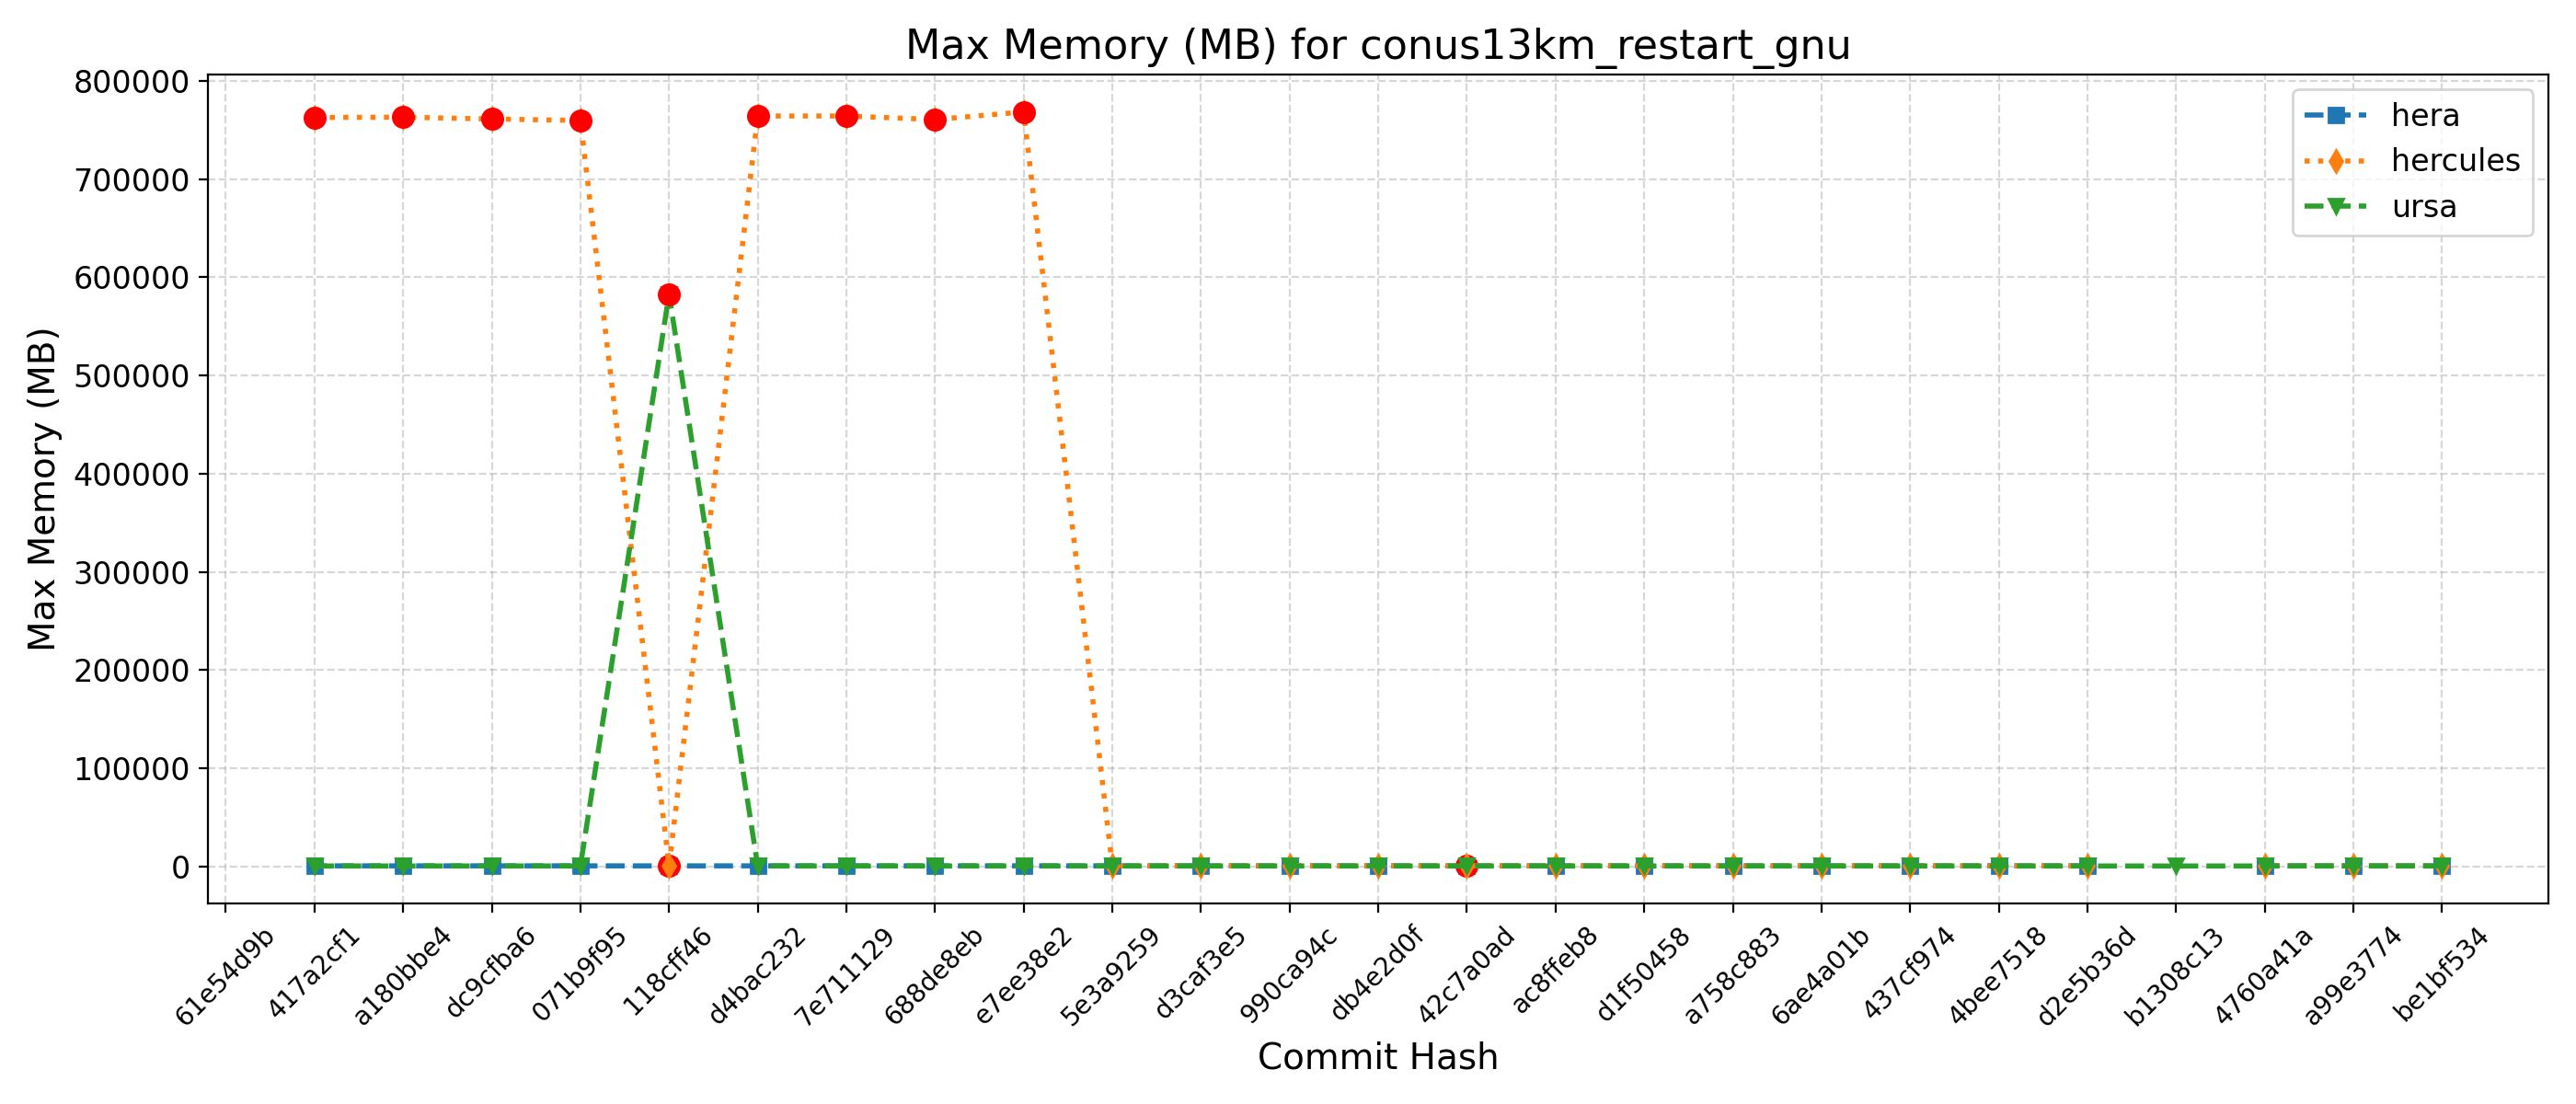 Max Memory (MB) for conus13km_restart_gnu
Max Memory (MB)
800000
700000
600000
500000
400000
300000
200000
100000
0
hera
hercules
ursa
61e54d9b
417a2cf1
a180bbe4
dc9cfba6
071b9f95
118cff46
d4bac232
7e711129
688de8eb
e7ee38e2
5e3a9259
d3caf3e5
990ca94c
db4e2d0f
42c7a0ad
ac8ffeb8
d1f50458
a758c883
6ae4a01b
437cf974
4bee7518
d2e5b36d
b1308c13
4760a41a
a99e3774
be1bf534
Commit Hash